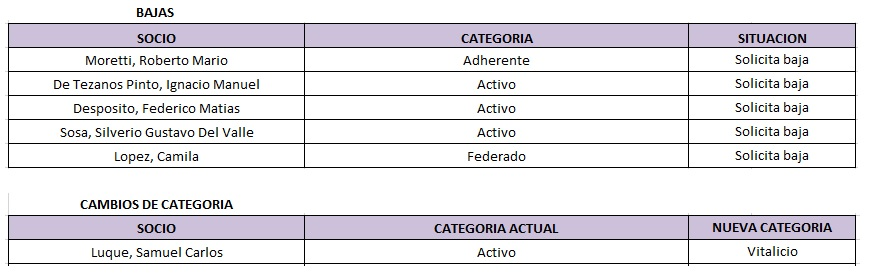 BAJAS
SOCIO CATEGORIA SITUACION
Moretti, Roberto Mario Adherente Solicita baja
De Tezanos Pinto, Ignacio Manuel Activo Solicita baja
Desposito, Federico Matias Activo Solicita baja
Sosa, Silverio Gustavo Del Valle Activo Solicita baja
Lopez, Camila Federado Solicita baja
CAMBIOS DE CATEGORIA
SOCIO CATEGORIA ACTUAL NUEVA CATEGORIA
Luque, Samuel Carlos Activo Vitalicio